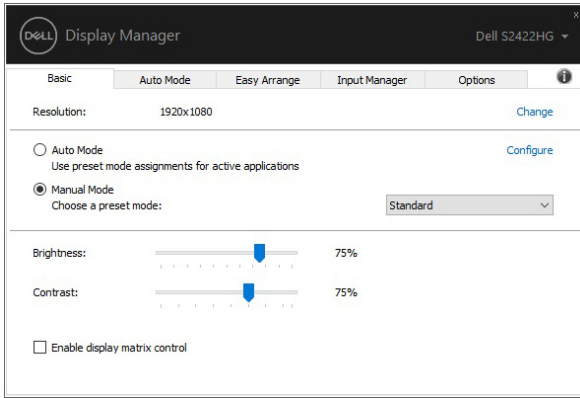 DELL Display Manager Dell S2422HG
Basic Auto Mode Easy Arrange Input Manager Options
Resolution: 1920x1080 Change
Auto Mode Configure
Use preset mode assignments for active applications
Manual Mode
Choose a preset mode: Standard
Brightness: 75%
Contrast: 75%
Enable display matrix control